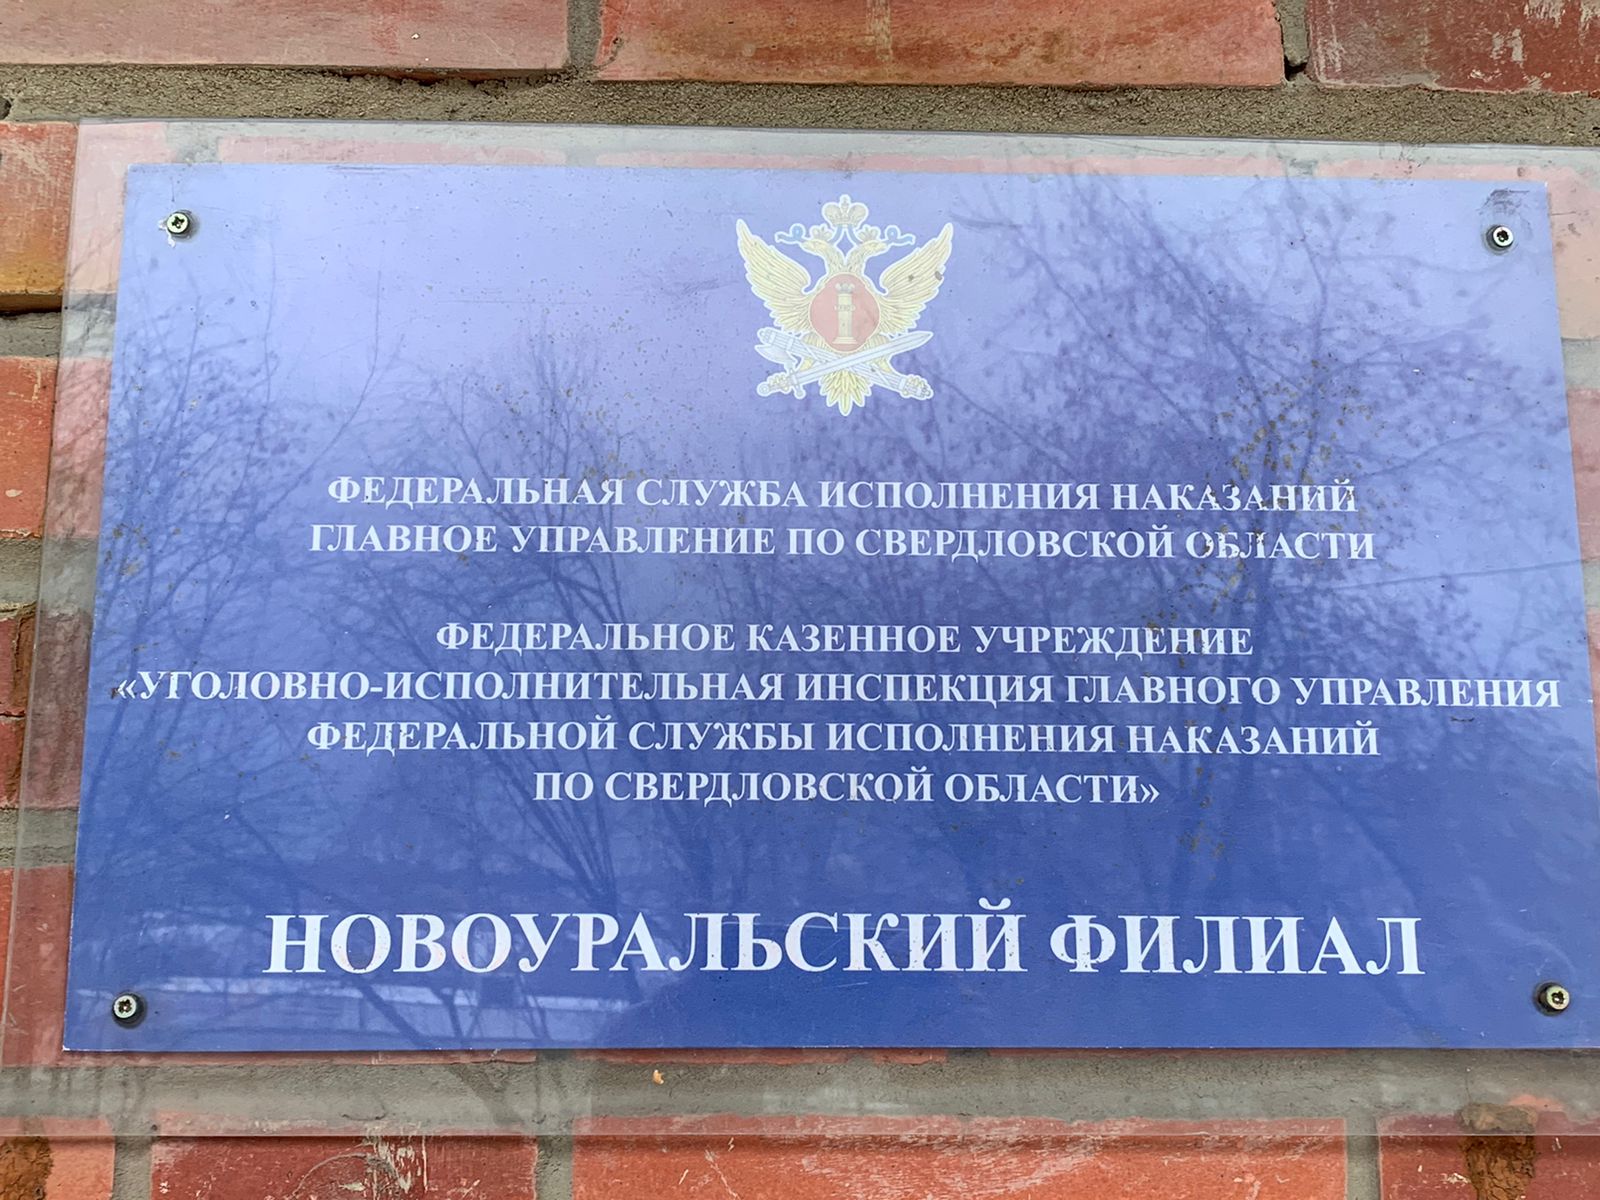 ФЕДЕРАЛЬНАЯ СЛУЖБА ИСПОЛНЕНИЯ НАКАЗАНИЙ
ГЛАВНОЕ УПРАВЛЕНИЕ ПО СВЕРДЛОВСКОЙ ОБЛАСТИ
ФЕДЕРАЛЬНОЕ КАЗЕННОЕ УЧРЕЖДЕНИЕ
«УГОЛОВНО-ИСПОЛНИТЕЛЬНАЯ ИНСПЕКЦИЯ ГЛАВНОГО УПРАВЛЕНИЯ
ФЕДЕРАЛЬНОЙ СЛУЖБЫ ИСПОЛНЕНИЯ НАКАЗАНИЙ
ПО СВЕРДЛОВСКОЙ ОБЛАСТИ»
НОВОУРАЛЬСКИЙ ФИЛИАЛ